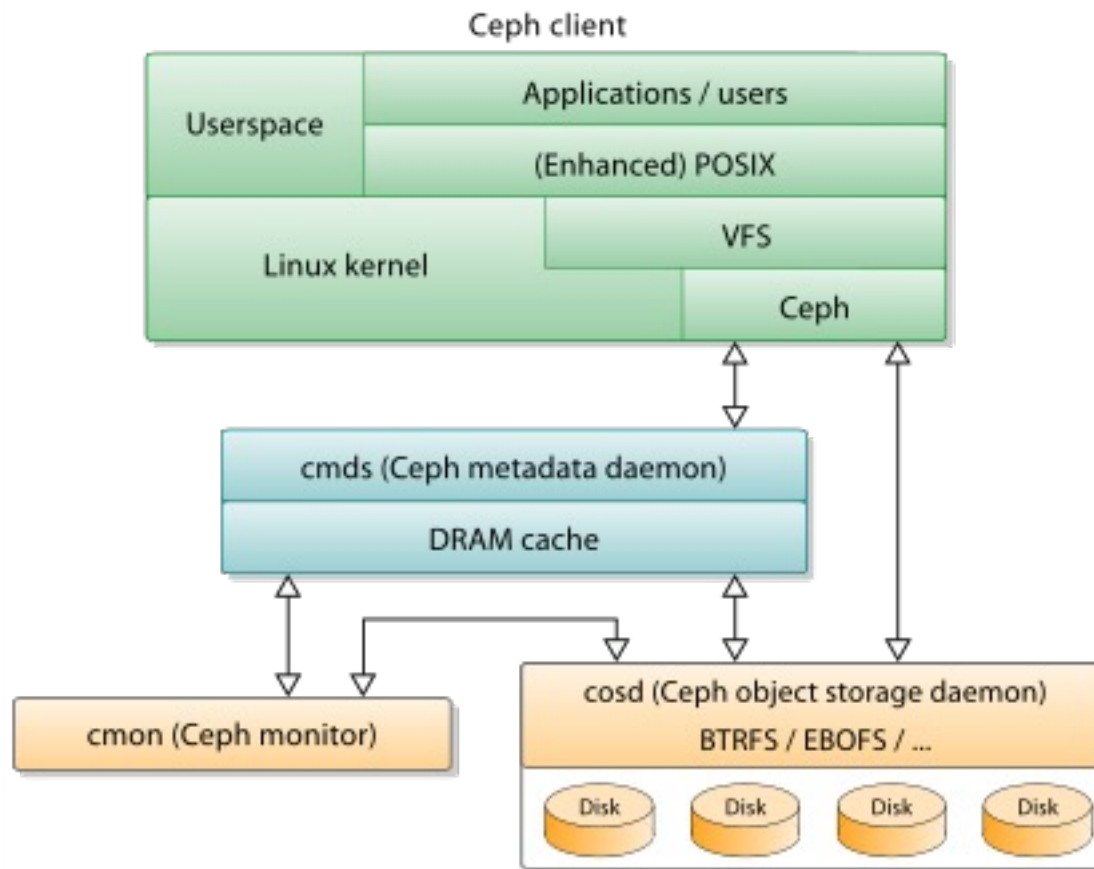 Ceph client
Userspace
Applications / users
(Enhanced) POSIX
Linux kernel
VFS
Ceph
cmds (Ceph metadata daemon)
DRAM cache
cmon (Ceph monitor)
cosd (Ceph object storage daemon)
BTRFS / EBOFS / ...
Disk
Disk
Disk
Disk